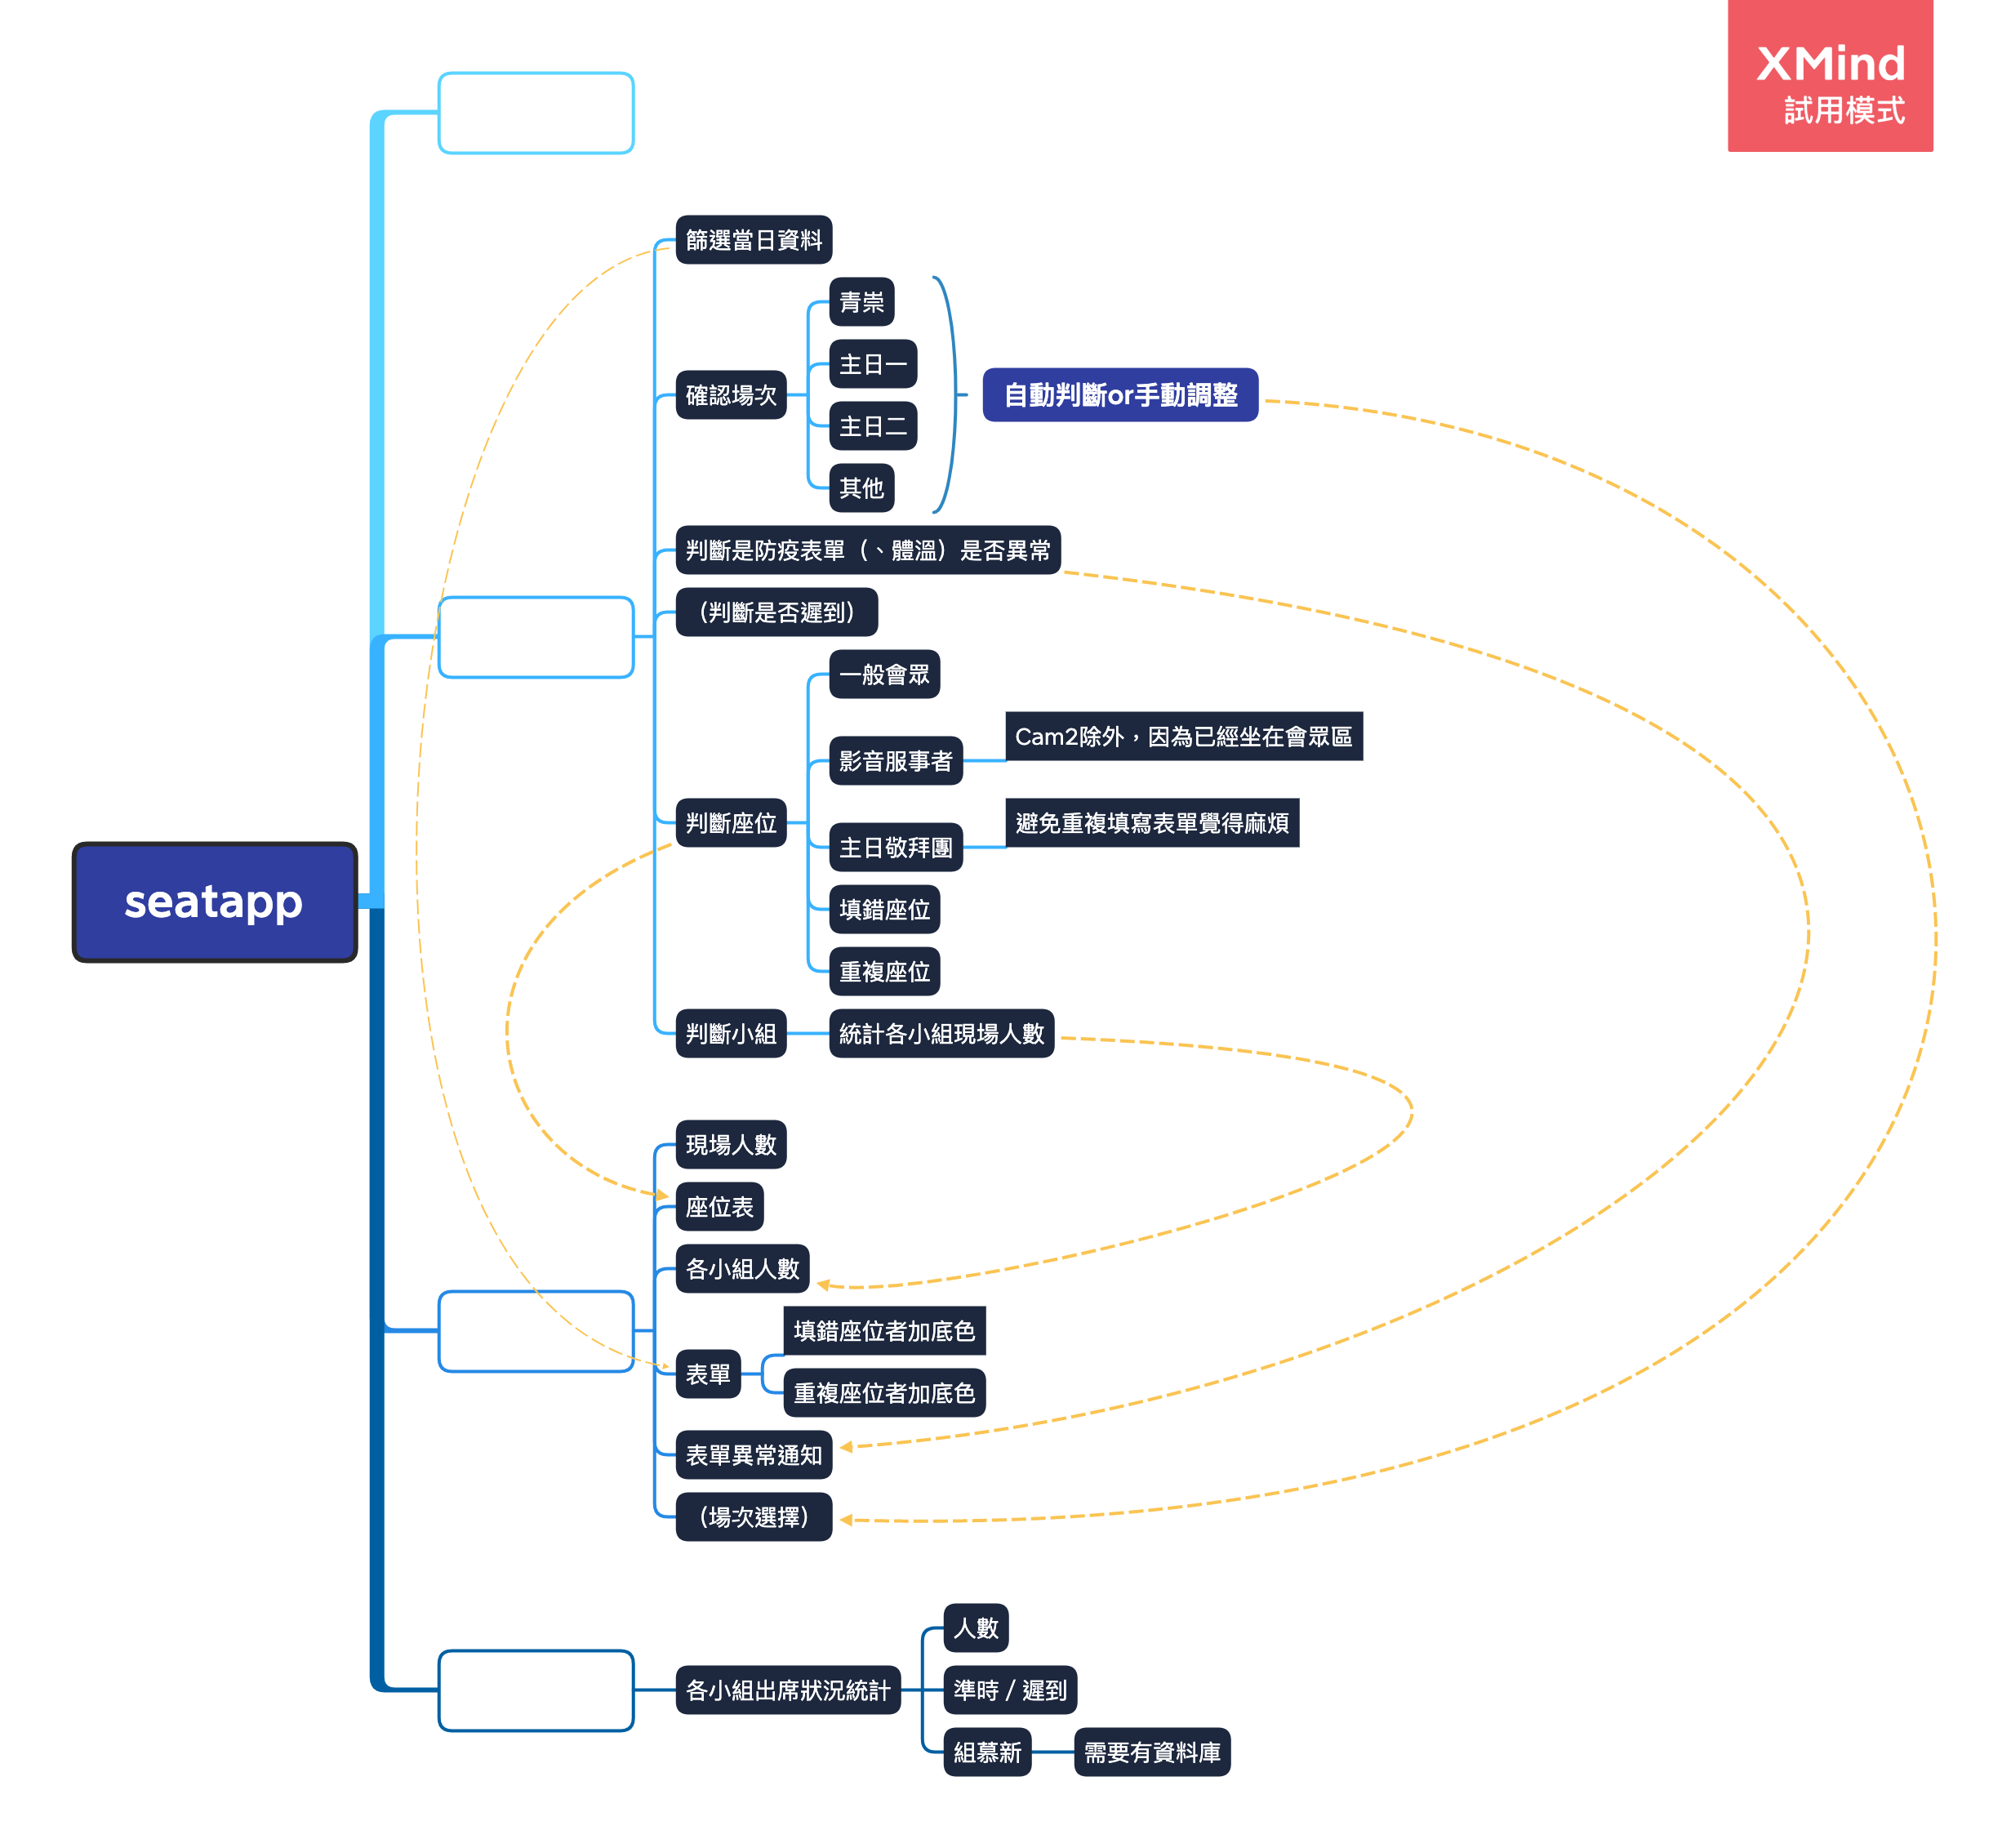 XMind
試用模式
篩選當日資料
青崇
主日一
確認場次
自動判斷or手動調整
主日二
其他
判斷是防疫表單（、體溫）是否異常
（判斷是否遲到）
一般會眾
Cam2除外，因為已經坐在會眾區
影音服事者
判斷座位
避免重複填寫表單覺得麻煩
主日敬拜團
seatapp
填錯座位
重複座位
判斷小組
統計各小組現場人數
現場人數
座位表
各小組人數
填錯座位者加底色
表單
重複座位者加底色
表單異常通知
（場次選擇）
人數
各小組出席狀況統計
準時／遲到
組慕新
需要有資料庫